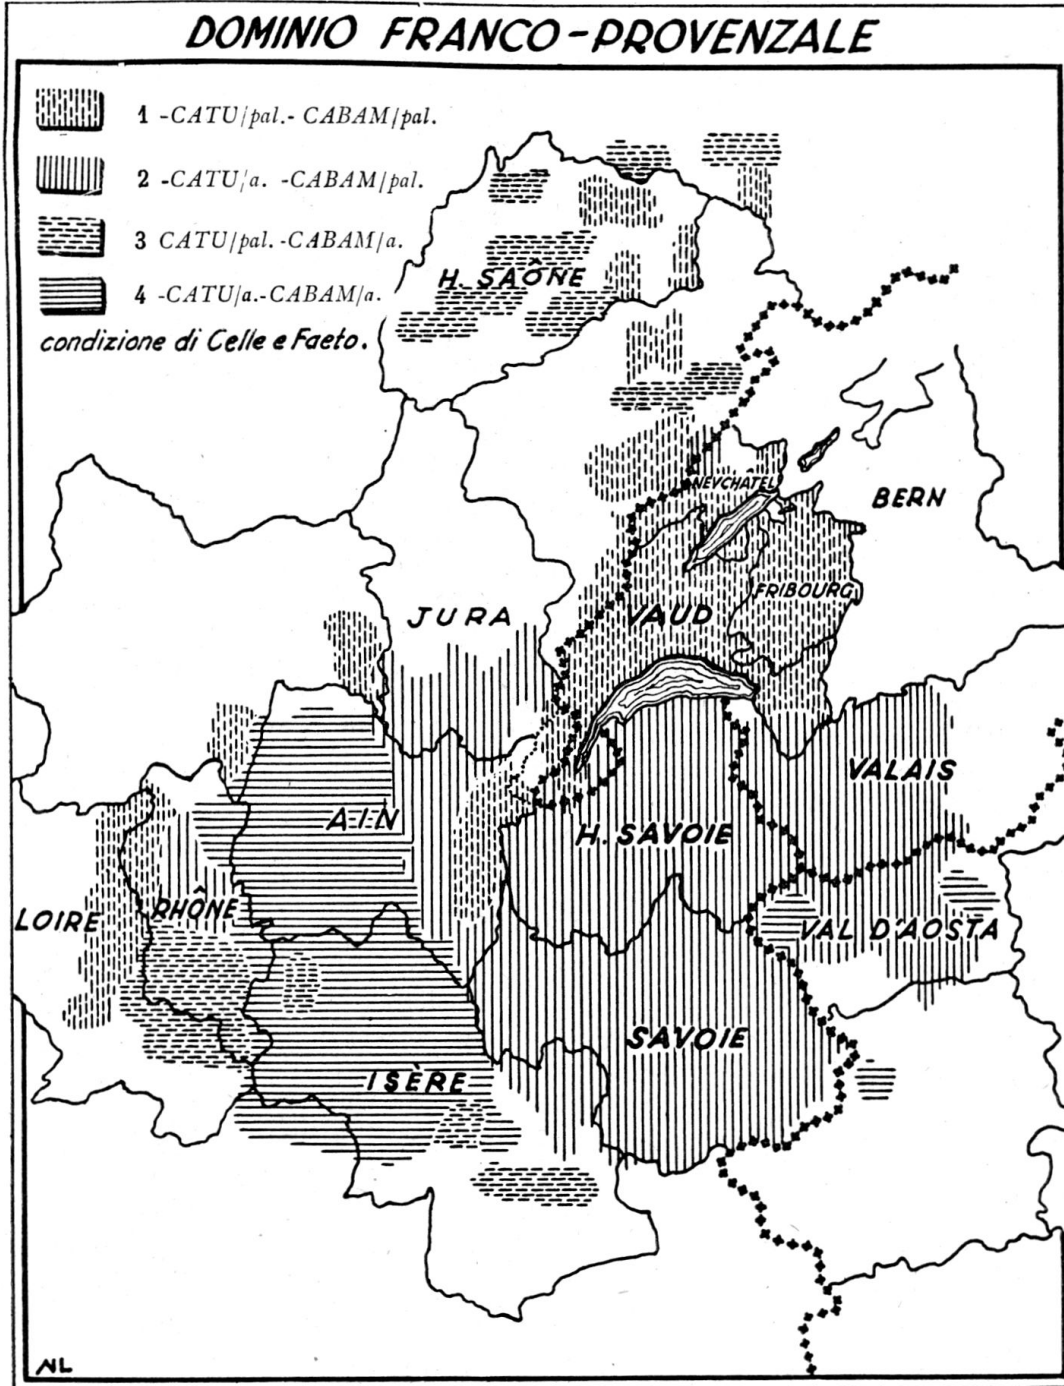 DOMINIO FRANCO-PROVENZALE
1 -CATU/pal.- CABAM/pal.
2 -CATU/a. -CABAM/pal.
3 CATU/pal. -CABAM/a.
4 -CATU/a.-CABAM/a.
condizione di Celle e Faeto.
H. SAÔNE
NEVCHATEL
BERN
FRIBOURG
JURA
VAUD
VALAIS
AIN
H. SAVOIE
LOIRE
RHÔNE
VAL D'AOSTA
SAVOIE
ISÈRE
NL